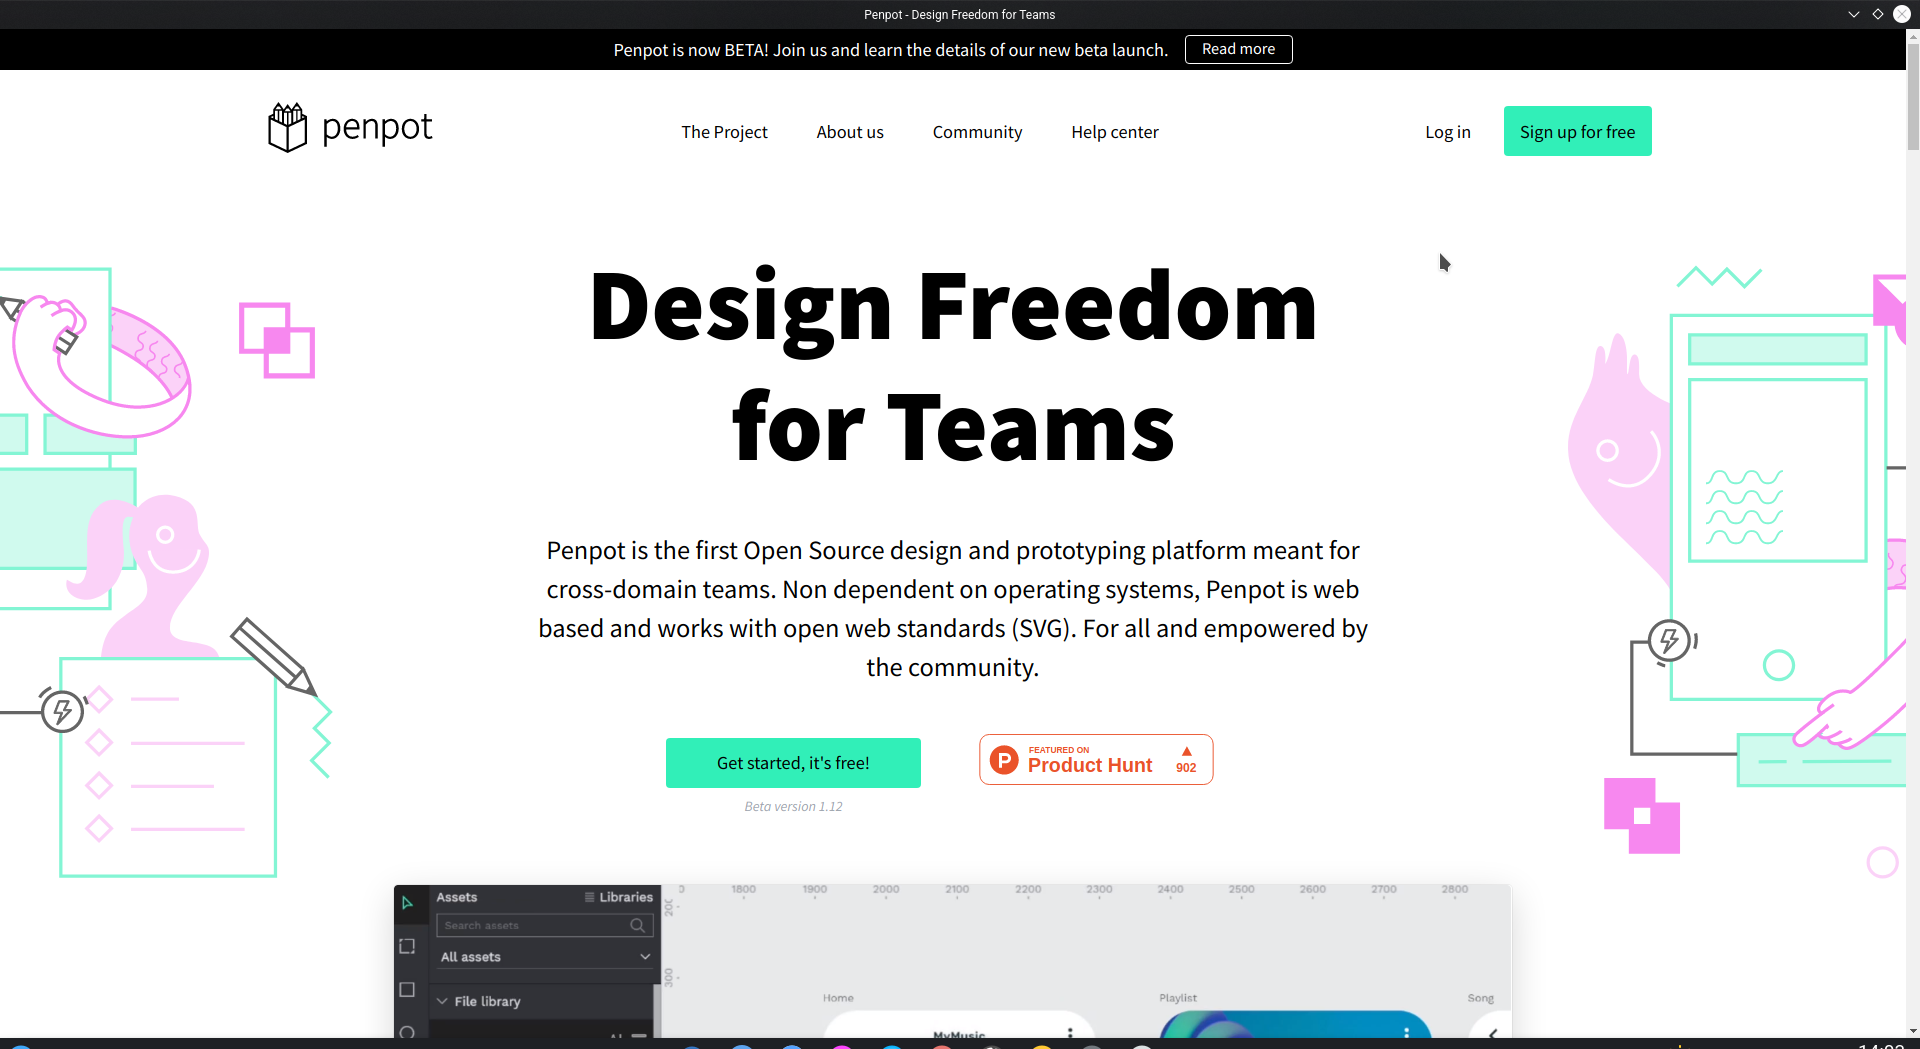 Penpot - Design Freedom for Teams
Penpot is now BETA! Join us and learn the details of our new beta launch. Read more
penpot The Project About us Community Help center Log in Sign up for free
Design Freedom
for Teams
Penpot is the first Open Source design and prototyping platform meant for
cross-domain teams. Non dependent on operating systems, Penpot is web
based and works with open web standards (SVG). For all and empowered by
the community.
Get started, it's free!
FEATURED ON
P Product Hunt 902
Beta version 1.12
Assets Libraries
1800 1900 2000 2100 2200 2300 2400 2500 2600 2700 2800
Search assets
All assets
300
File library
Home Playlist Song
MyMusic